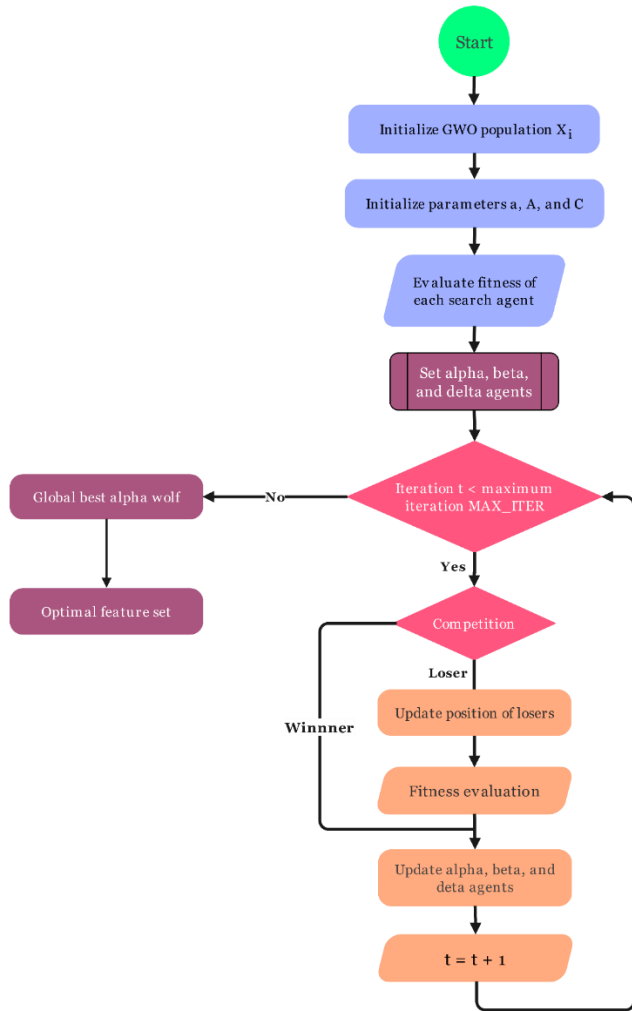 Start
Initialize GWO population X_i
Initialize parameters a, A, and C
Evaluate fitness of
each search agent
Set alpha, beta,
and delta agents
Iteration t < maximum
iteration MAX_ITER
No
Global best alpha wolf
Optimal feature set
Yes
Competition
Loser
Winnner
Update position of losers
Fitness evaluation
Update alpha, beta, and
deta agents
t = t + 1